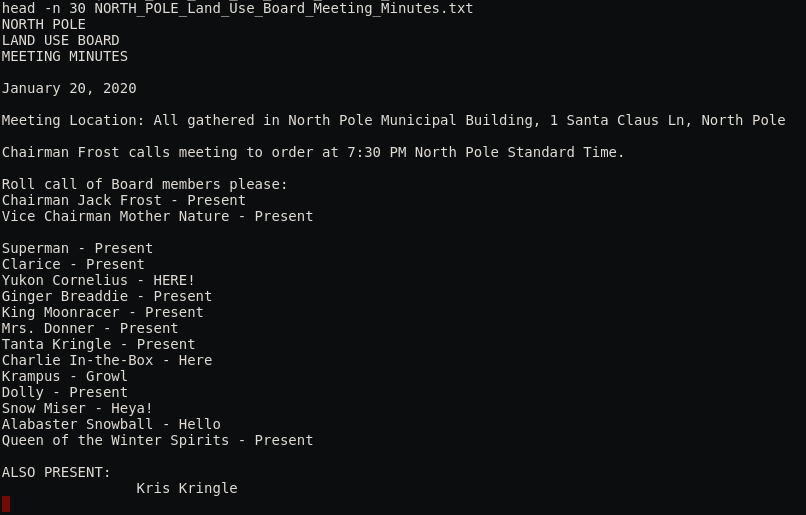 head -n 30 NORTH_POLE_Land_Use_Board_Meeting_Minutes.txt
NORTH POLE
LAND USE BOARD
MEETING MINUTES
January 20, 2020
Meeting Location: All gathered in North Pole Municipal Building, 1 Santa Claus Ln, North Pole
Chairman Frost calls meeting to order at 7:30 PM North Pole Standard Time.
Roll call of Board members please:
Chairman Jack Frost - Present
Vice Chairman Mother Nature - Present
Superman - Present
Clarice - Present
Yukon Cornelius - HERE!
Ginger Breaddie - Present
King Moonracer - Present
Mrs. Donner - Present
Tanta Kringle - Present
Charlie In-the-Box - Here
Krampus - Growl
Dolly - Present
Snow Miser - Heya!
Alabaster Snowball - Hello
Queen of the Winter Spirits - Present
ALSO PRESENT:
Kris Kringle